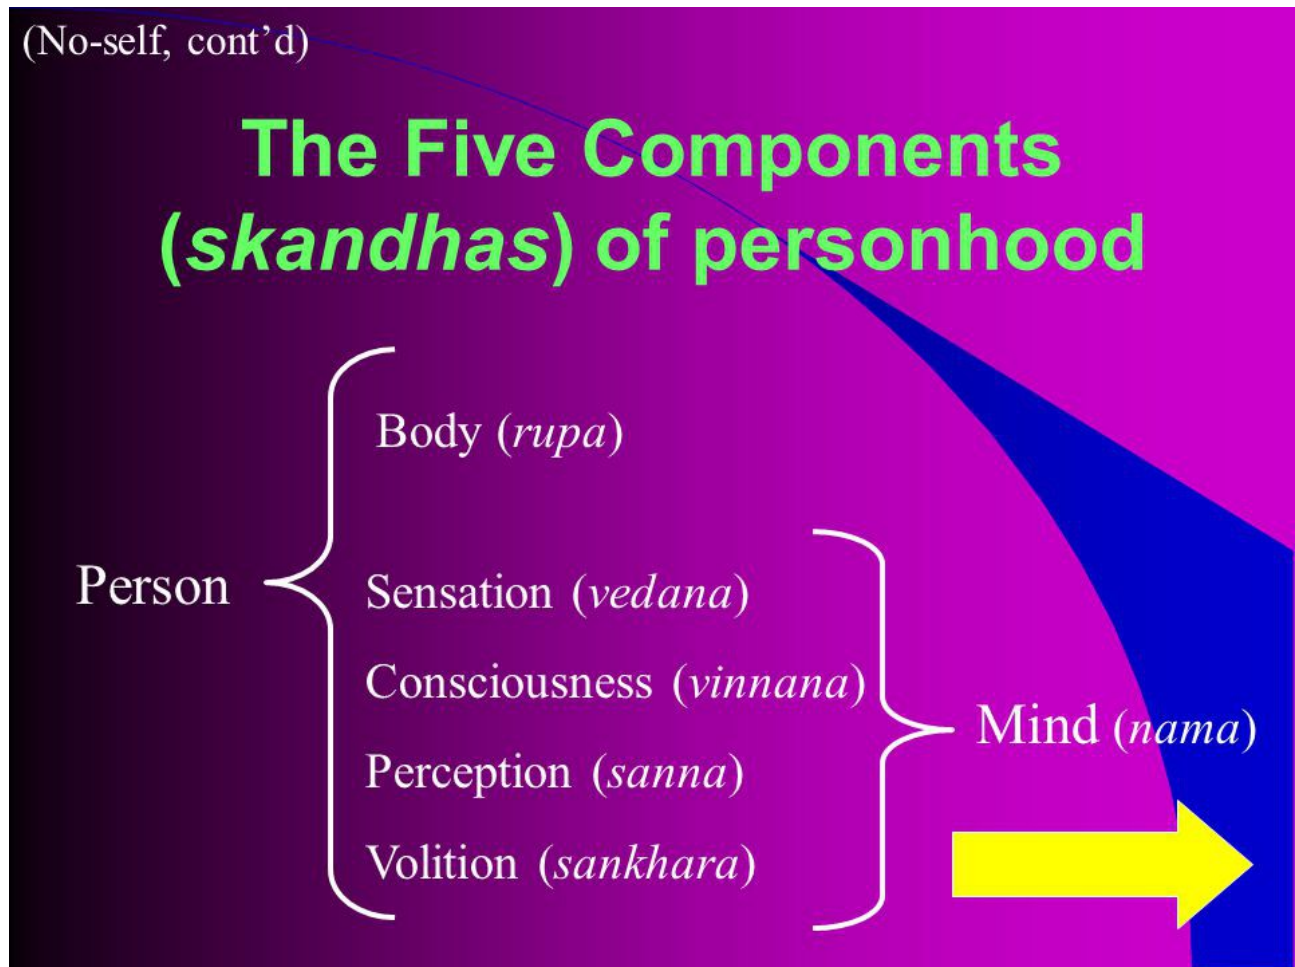 (No-self, cont’d)
The Five Components
(skandhas) of personhood
Person
Body (rupa)
Sensation (vedana)
Consciousness (vinnana)
Perception (sanna)
Volition (sankhara)
Mind (nama)